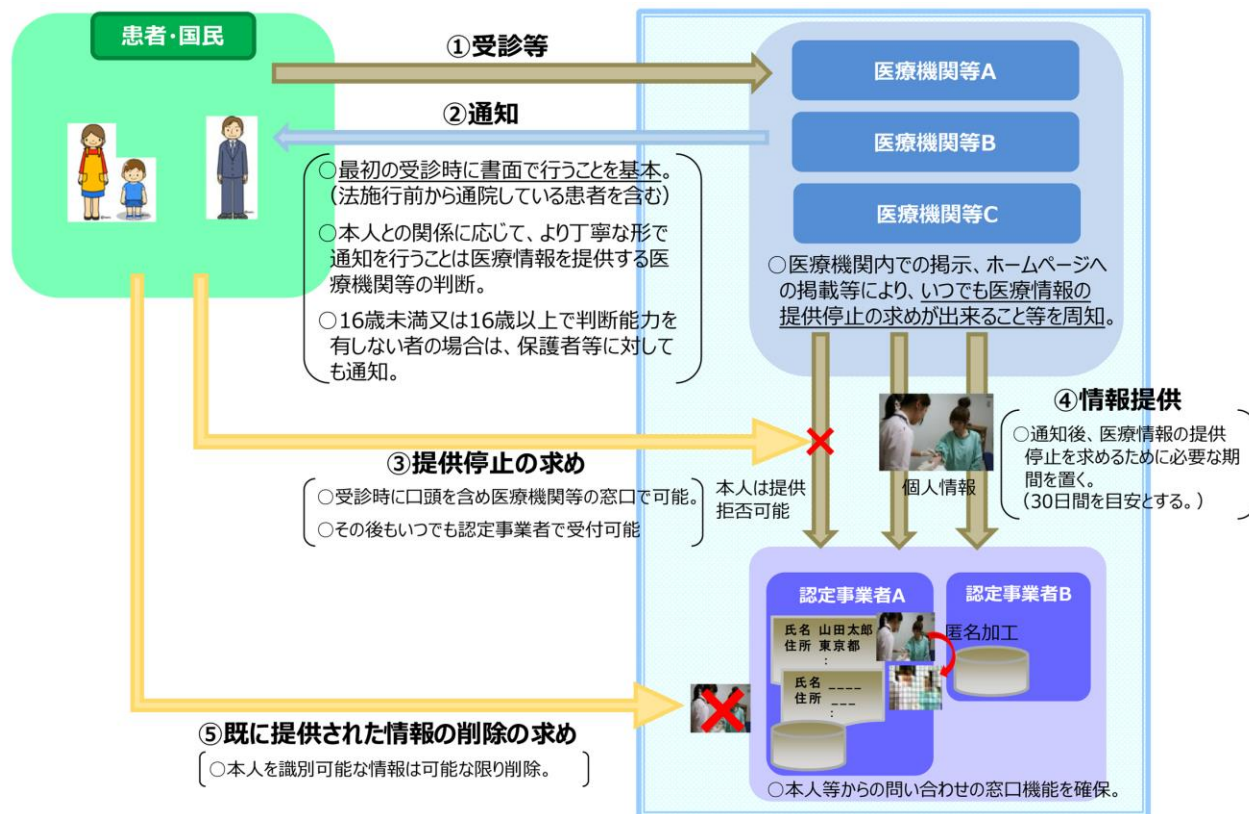 患者・国民
①受診等
②通知
○最初の受診時に書面で行うことを基本。
(法施行前から通院している患者を含む)
○本人との関係に応じて、より丁寧な形で
通知を行うことは医療情報を提供する医
療機関等の判断。
○16歳未満又は16歳以上で判断能力を
有しない者の場合は、保護者等に対して
も通知。
医療機関等A
医療機関等B
医療機関等C
○医療機関内での掲示、ホームページへ
の掲載等により、いつでも医療情報の
提供停止の求めが出来ること等を周知。
③提供停止の求め
○受診時に口頭を含め医療機関等の窓口で可能。
○その後もいつでも認定事業者で受付可能
本人は提供
拒否可能
個人情報
④情報提供
○通知後、医療情報の提供
停止を求めるために必要な期
間を置く。
(30日間を目安とする。)
認定事業者A
氏名 山田太郎
住所 東京都
:
氏名 ____
住所 ___
:
認定事業者B
匿名加工
○本人等からの問い合わせの窓口機能を確保。
⑤既に提供された情報の削除の求め
○本人を識別可能な情報は可能な限り削除。